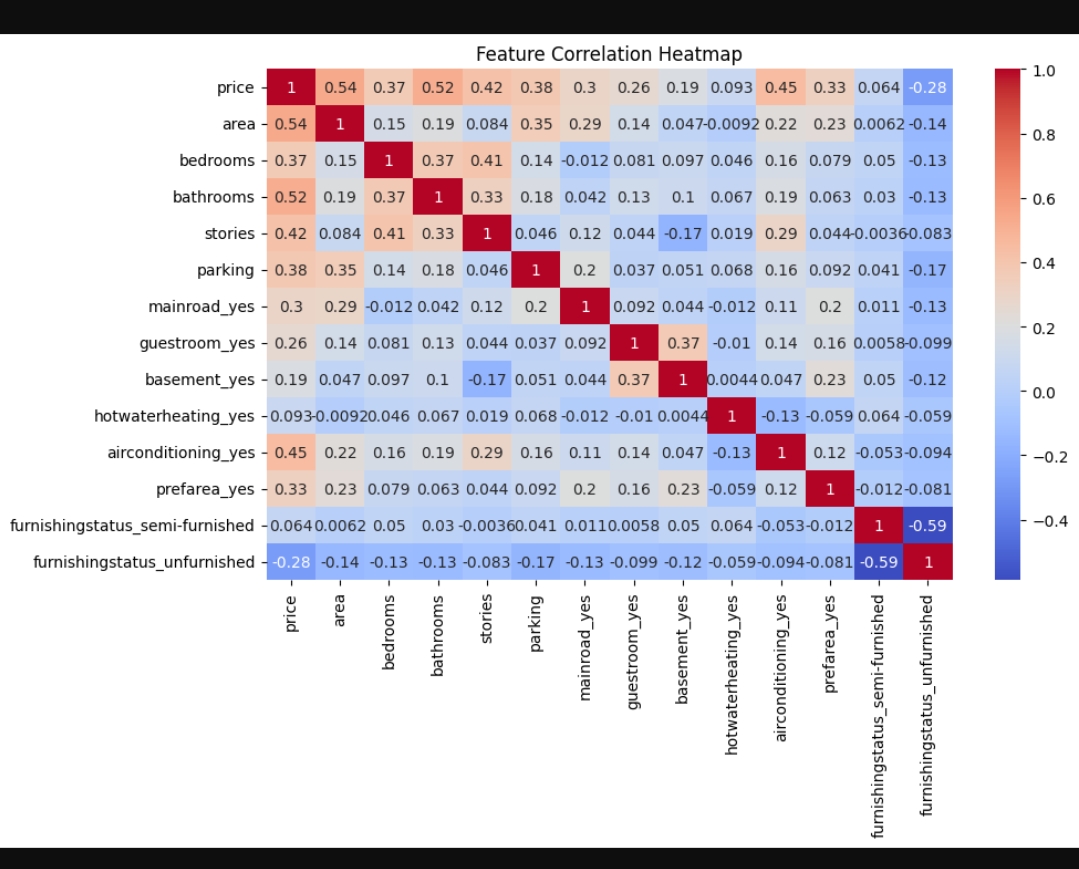 Feature Correlation Heatmap
price 1 0.54 0.37 0.52 0.42 0.38 0.3 0.26 0.19 0.093 0.45 0.33 0.064 -0.28
area 0.54 1 0.15 0.19 0.084 0.35 0.29 0.14 0.047 -0.0092 0.22 0.23 0.0062 -0.14
bedrooms 0.37 0.15 1 0.37 0.41 0.14 -0.012 0.081 0.097 0.046 0.16 0.079 0.05 -0.13
bathrooms 0.52 0.19 0.37 1 0.33 0.18 0.042 0.13 0.1 0.067 0.19 0.063 0.03 -0.13
stories 0.42 0.084 0.41 0.33 1 0.046 0.12 0.044 -0.17 0.019 0.29 0.044 -0.0036 -0.083
parking 0.38 0.35 0.14 0.18 0.046 1 0.2 0.037 0.051 0.068 0.16 0.092 0.041 -0.17
mainroad_yes 0.3 0.29 -0.012 0.042 0.12 0.2 1 0.092 0.044 -0.012 0.11 0.2 0.011 -0.13
guestroom_yes 0.26 0.14 0.081 0.13 0.044 0.037 0.092 1 0.37 -0.01 0.14 0.16 0.0058 -0.099
basement_yes 0.19 0.047 0.097 0.1 -0.17 0.051 0.044 0.37 1 0.0044 0.047 0.23 0.05 -0.12
hotwaterheating_yes 0.093 -0.0092 0.046 0.067 0.019 0.068 -0.012 -0.01 0.0044 1 -0.13 -0.059 0.064 -0.059
airconditioning_yes 0.45 0.22 0.16 0.19 0.29 0.16 0.11 0.14 0.047 -0.13 1 0.12 -0.053 -0.094
prefarea_yes 0.33 0.23 0.079 0.063 0.044 0.092 0.2 0.16 0.23 -0.059 0.12 1 -0.012 -0.081
furnishingstatus_semi-furnished 0.064 0.0062 0.05 0.03 -0.0036 0.041 0.011 0.0058 0.05 0.064 -0.053 -0.012 1 -0.59
furnishingstatus_unfurnished -0.28 -0.14 -0.13 -0.13 -0.083 -0.17 -0.13 -0.099 -0.12 -0.059 -0.094 -0.081 -0.59 1
price
area
bedrooms
bathrooms
stories
parking
mainroad_yes
guestroom_yes
basement_yes
hotwaterheating_yes
airconditioning_yes
prefarea_yes
furnishingstatus_semi-furnished
furnishingstatus_unfurnished
1.0
0.8
0.6
0.4
0.2
0.0
−0.2
−0.4